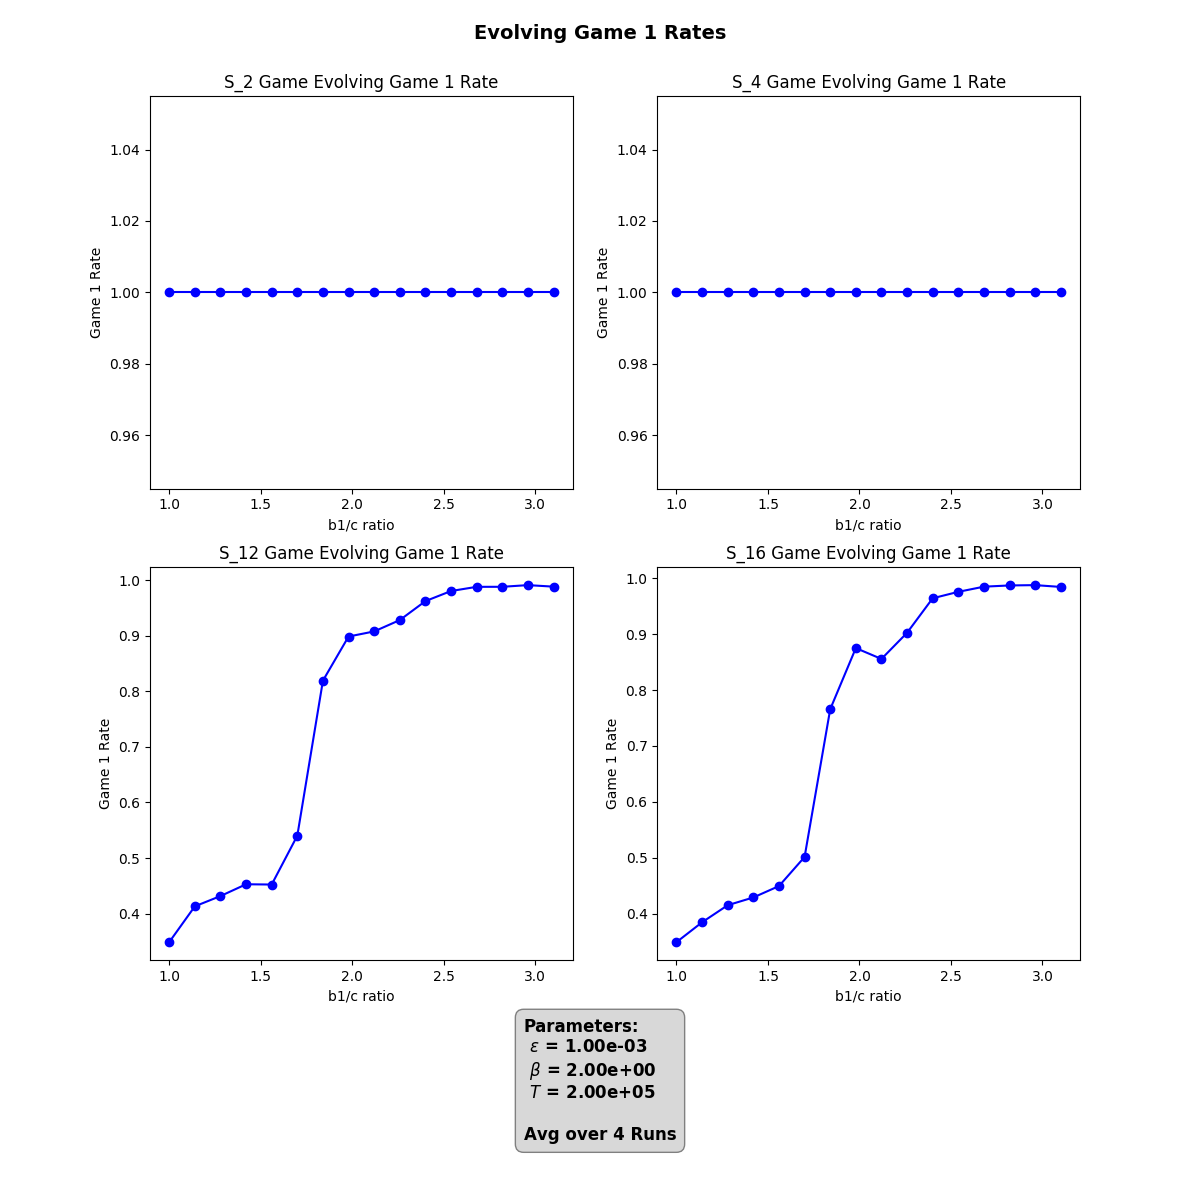 Evolving Game 1 Rates
S_2 Game Evolving Game 1 Rate
1.04
1.02
1.00
0.98
0.96
Game 1 Rate
1.0 1.5 2.0 2.5 3.0
b1/c ratio
S_4 Game Evolving Game 1 Rate
1.04
1.02
1.00
0.98
0.96
Game 1 Rate
1.0 1.5 2.0 2.5 3.0
b1/c ratio
S_12 Game Evolving Game 1 Rate
1.0
0.9
0.8
0.7
0.6
0.5
0.4
Game 1 Rate
1.0 1.5 2.0 2.5 3.0
b1/c ratio
S_16 Game Evolving Game 1 Rate
1.0
0.9
0.8
0.7
0.6
0.5
0.4
Game 1 Rate
1.0 1.5 2.0 2.5 3.0
b1/c ratio
Parameters:
ε = 1.00e-03
β = 2.00e+00
T = 2.00e+05
Avg over 4 Runs